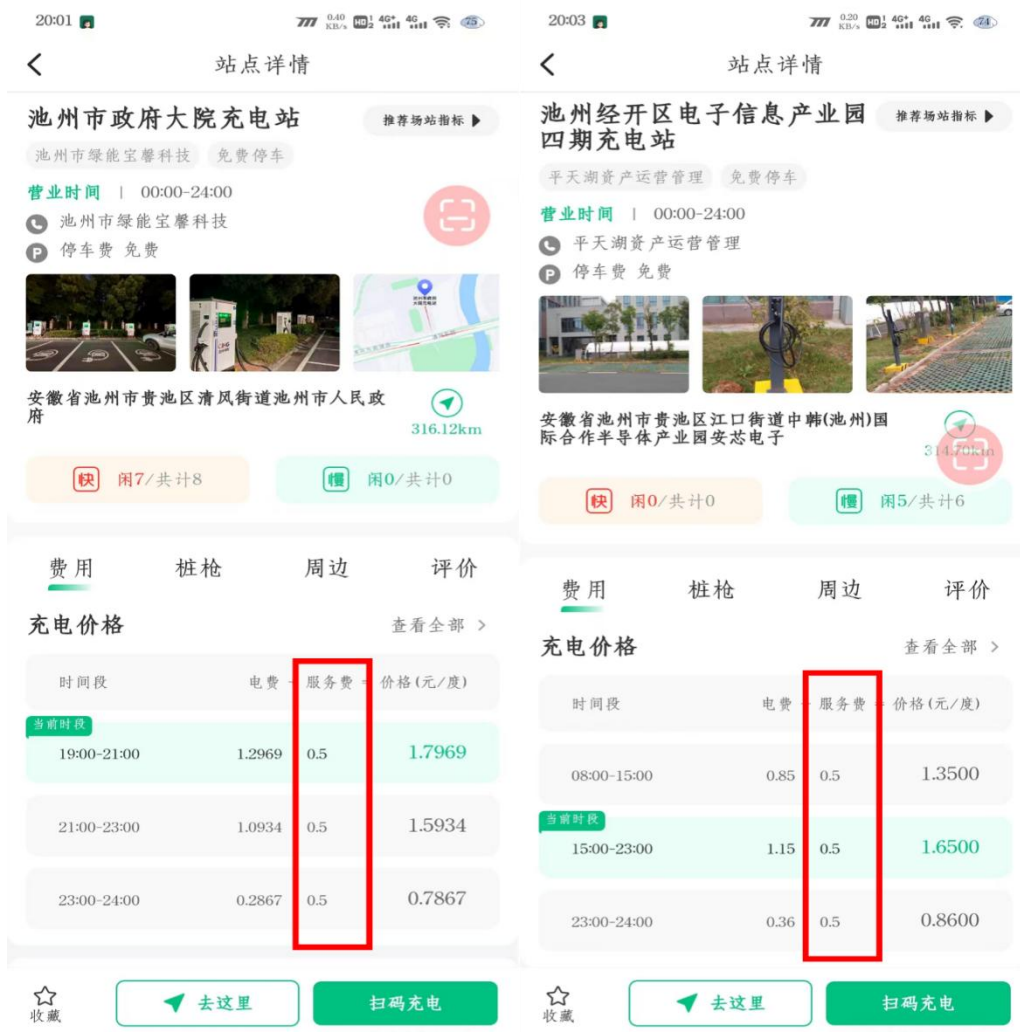 20:01
0.40
KB/s
HD 1 2
4G+
4G
75
站点详情
池州市政府大院充电站
推荐场站指标
池州市绿能宝馨科技
免费停车
营业时间 | 00:00-24:00
池州市绿能宝馨科技
P 停车费 免费
安徽省池州市贵池区清风街道池州市人民政
府
316.12km
快 闲7/共计8
慢 闲0/共计0
费用 桩枪 周边 评价
充电价格
查看全部 >
时间段 电费 + 服务费 = 价格(元/度)
当前时段
19:00-21:00 1.2969 0.5 1.7969
21:00-23:00 1.0934 0.5 1.5934
23:00-24:00 0.2867 0.5 0.7867
收藏
去这里
扫码充电
20:03
0.20
KB/s
HD 1 2
4G+
4G
74
站点详情
池州经开区电子信息产业园
四期充电站
推荐场站指标
平天湖资产运营管理
免费停车
营业时间 | 00:00-24:00
平天湖资产运营管理
P 停车费 免费
安徽省池州市贵池区江口街道中韩(池州)国
际合作半导体产业园安芯电子
314.70km
快 闲0/共计0
慢 闲5/共计6
费用 桩枪 周边 评价
充电价格
查看全部 >
时间段 电费 + 服务费 = 价格(元/度)
08:00-15:00 0.85 0.5 1.3500
当前时段
15:00-23:00 1.15 0.5 1.6500
23:00-24:00 0.36 0.5 0.8600
收藏
去这里
扫码充电